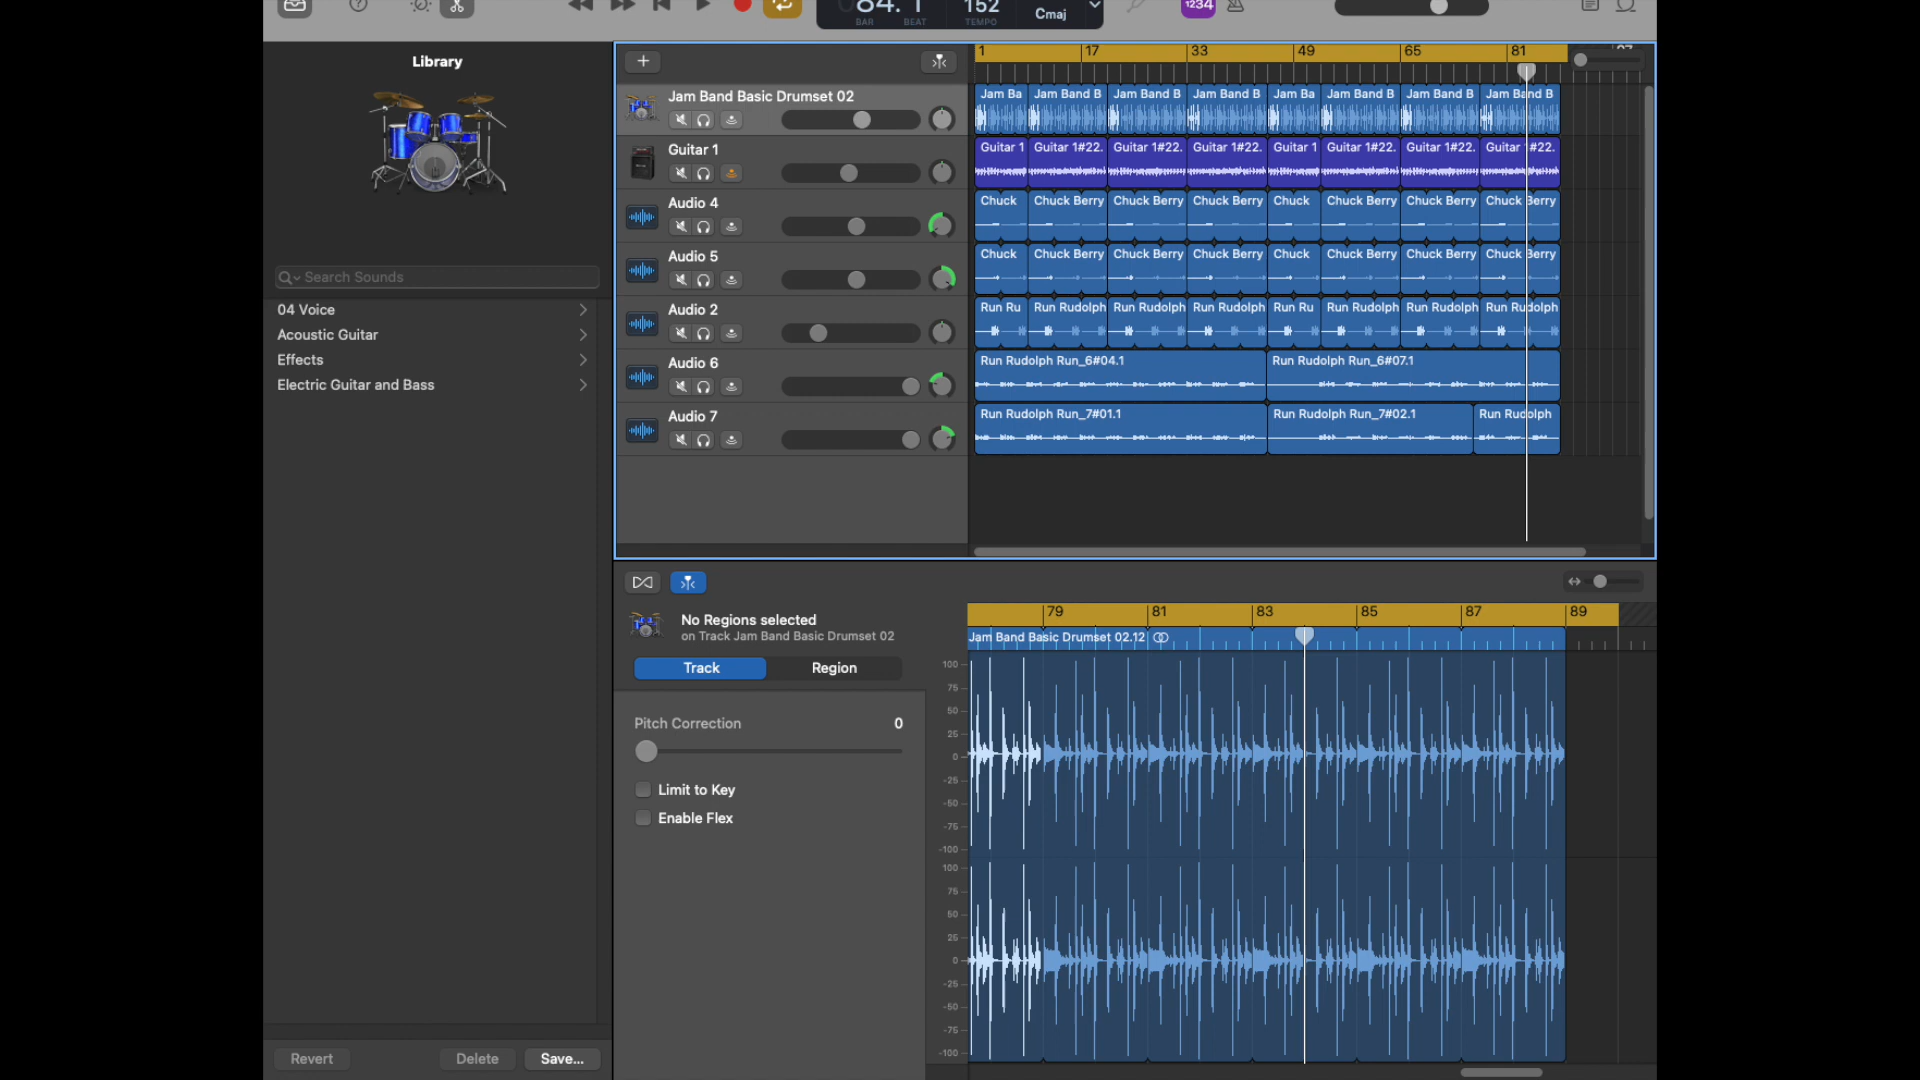 84. 1
BAR
BEAT
152
TEMPO
Cmaj
1234
Library
Search Sounds
04 Voice
Acoustic Guitar
Effects
Electric Guitar and Bass
Revert
Delete
Save...
1
17
33
49
65
81
Jam Band Basic Drumset 02
Jam Ba
Jam Band B
Jam Band B
Jam Band B
Jam Ba
Jam Band B
Jam Band B
Jam Band B
Guitar 1
Guitar 1
Guitar 1#22.
Guitar 1#22.
Guitar 1#22.
Guitar 1
Guitar 1#22.
Guitar 1#22.
Guitar 1#22.
Audio 4
Chuck
Chuck Berry
Chuck Berry
Chuck Berry
Chuck
Chuck Berry
Chuck Berry
Chuck Berry
Audio 5
Chuck
Chuck Berry
Chuck Berry
Chuck Berry
Chuck
Chuck Berry
Chuck Berry
Chuck Berry
Audio 2
Run Ru
Run Rudolph
Run Rudolph
Run Rudolph
Run Ru
Run Rudolph
Run Rudolph
Run Rudolph
Audio 6
Run Rudolph Run_6#04.1
Run Rudolph Run_6#07.1
Audio 7
Run Rudolph Run_7#01.1
Run Rudolph Run_7#02.1
Run Rudolph
No Regions selected
on Track Jam Band Basic Drumset 02
Track
Region
Pitch Correction
0
Limit to Key
Enable Flex
79
81
83
85
87
89
Jam Band Basic Drumset 02.12
100
75
50
25
0
-25
-50
-75
-100
100
75
50
25
0
-25
-50
-75
-100